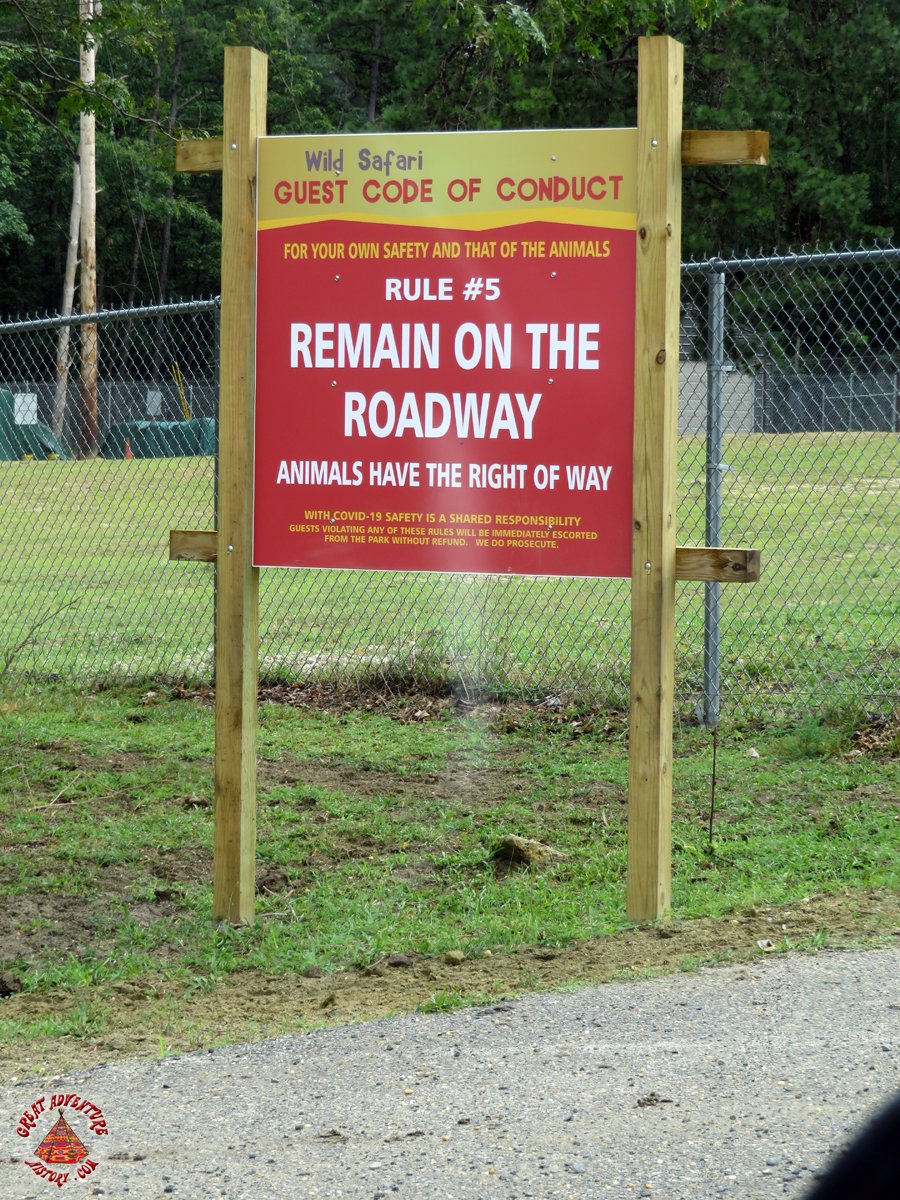 Wild Safari
GUEST CODE OF CONDUCT
FOR YOUR OWN SAFETY AND THAT OF THE ANIMALS
RULE #5
REMAIN ON THE
ROADWAY
ANIMALS HAVE THE RIGHT OF WAY
WITH COVID-19 SAFETY IS A SHARED RESPONSIBILITY
GUESTS VIOLATING ANY OF THESE RULES WILL BE IMMEDIATELY ESCORTED
FROM THE PARK WITHOUT REFUND. WE DO PROSECUTE.
GREAT ADVENTURE
HISTORY.COM